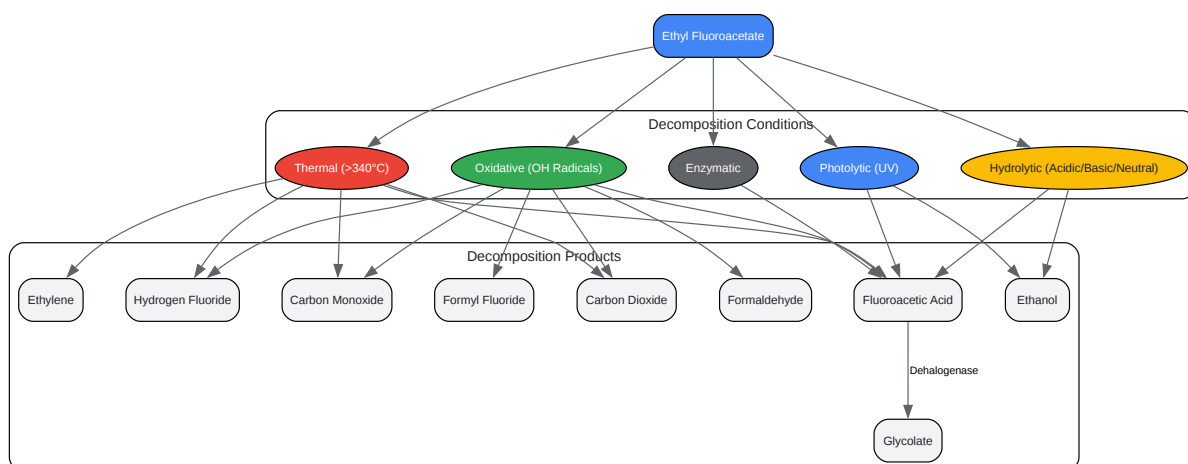 Ethyl Fluoroacetate
Decomposition Conditions
Thermal (>340°C)
Oxidative (OH Radicals)
Enzymatic
Photolytic (UV)
Hydrolytic (Acidic/Basic/Neutral)
Decomposition Products
Ethylene
Hydrogen Fluoride
Carbon Monoxide
Formyl Fluoride
Carbon Dioxide
Formaldehyde
Fluoroacetic Acid
Ethanol
Dehalogenase
Glycolate